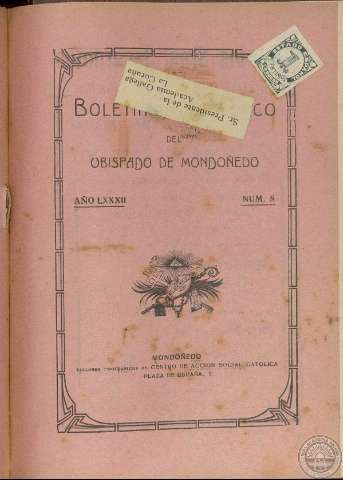 Sr. Presidente de la Gallega
Academia
La Coruña
BOLETIN CO
DEL
OBISPADO DE MONDOÑEDO
AÑO LXXXII NUM. 8
MONDOÑEDO
CENTRO DE ACCION SOCIAL CATOLICA
PLAZA DE ESPAÑA, 2